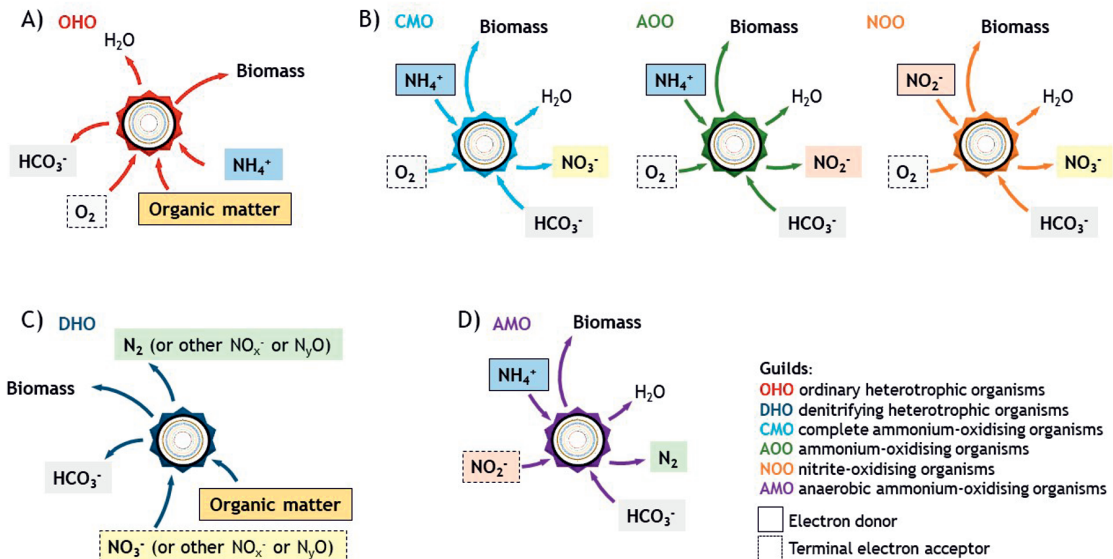 A) OHO
H₂O
Biomass
HCO₃⁻
NH₄⁺
O₂
Organic matter
B) CMO
Biomass
NH₄⁺
H₂O
O₂
NO₃⁻
HCO₃⁻
AOO
Biomass
NH₄⁺
H₂O
O₂
NO₂⁻
HCO₃⁻
NOO
Biomass
NO₂⁻
H₂O
O₂
NO₃⁻
HCO₃⁻
C) DHO
N₂ (or other NOₓ⁻ or NᵧO)
Biomass
HCO₃⁻
Organic matter
NO₃⁻ (or other NOₓ⁻ or NᵧO)
D) AMO
Biomass
NH₄⁺
H₂O
NO₂⁻
N₂
HCO₃⁻
Guilds:
OHO ordinary heterotrophic organisms
DHO denitrifying heterotrophic organisms
CMO complete ammonium-oxidising organisms
AOO ammonium-oxidising organisms
NOO nitrite-oxidising organisms
AMO anaerobic ammonium-oxidising organisms
Electron donor
Terminal electron acceptor